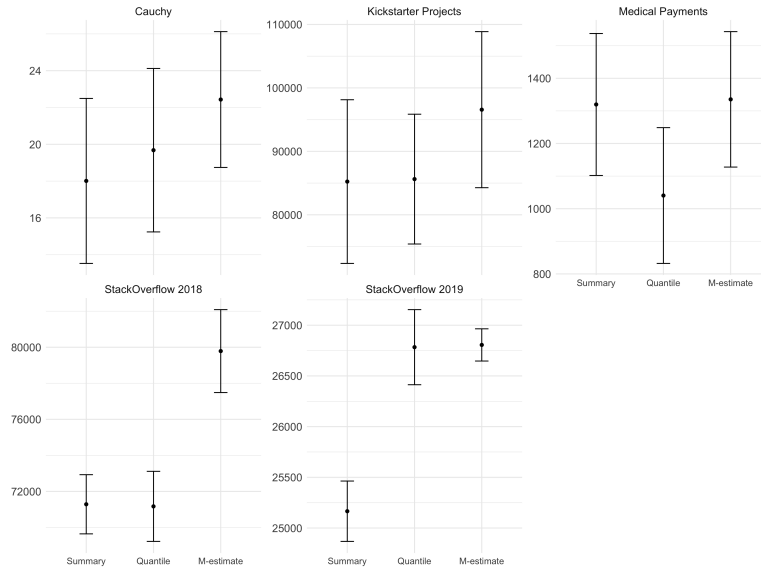 Cauchy
24
20
16
Kickstarter Projects
110000
100000
90000
80000
Medical Payments
1400
1200
1000
800
Summary Quantile M-estimate
StackOverflow 2018
80000
76000
72000
Summary Quantile M-estimate
StackOverflow 2019
27000
26500
26000
25500
25000
Summary Quantile M-estimate